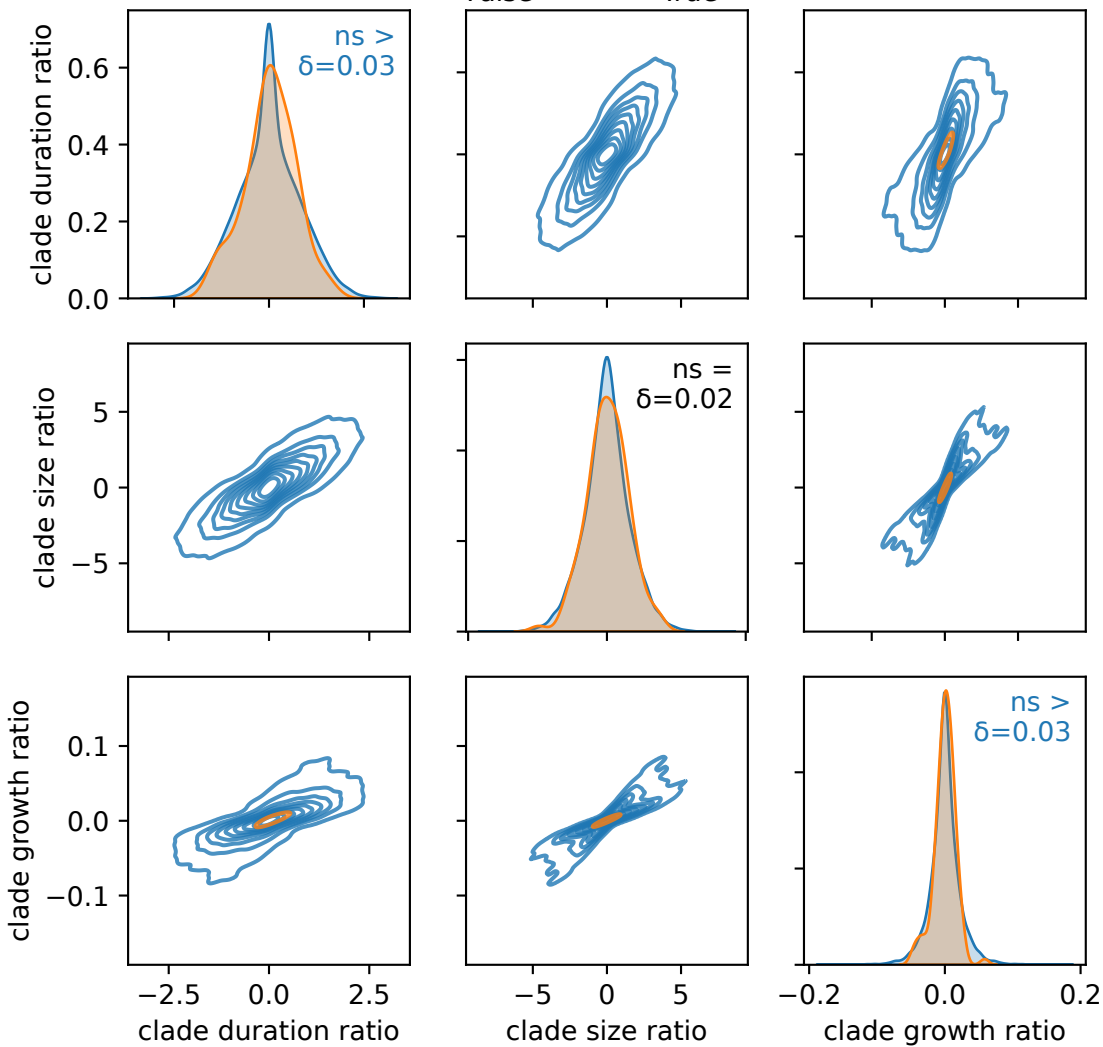 clade duration ratio
0.6
0.4
0.2
0.0
ns >
δ=0.03
clade size ratio
5
0
−5
ns =
δ=0.02
clade growth ratio
0.1
0.0
−0.1
ns >
δ=0.03
−2.5 0.0 2.5
−5 0 5
−0.2 0.0 0.2
clade duration ratio
clade size ratio
clade growth ratio